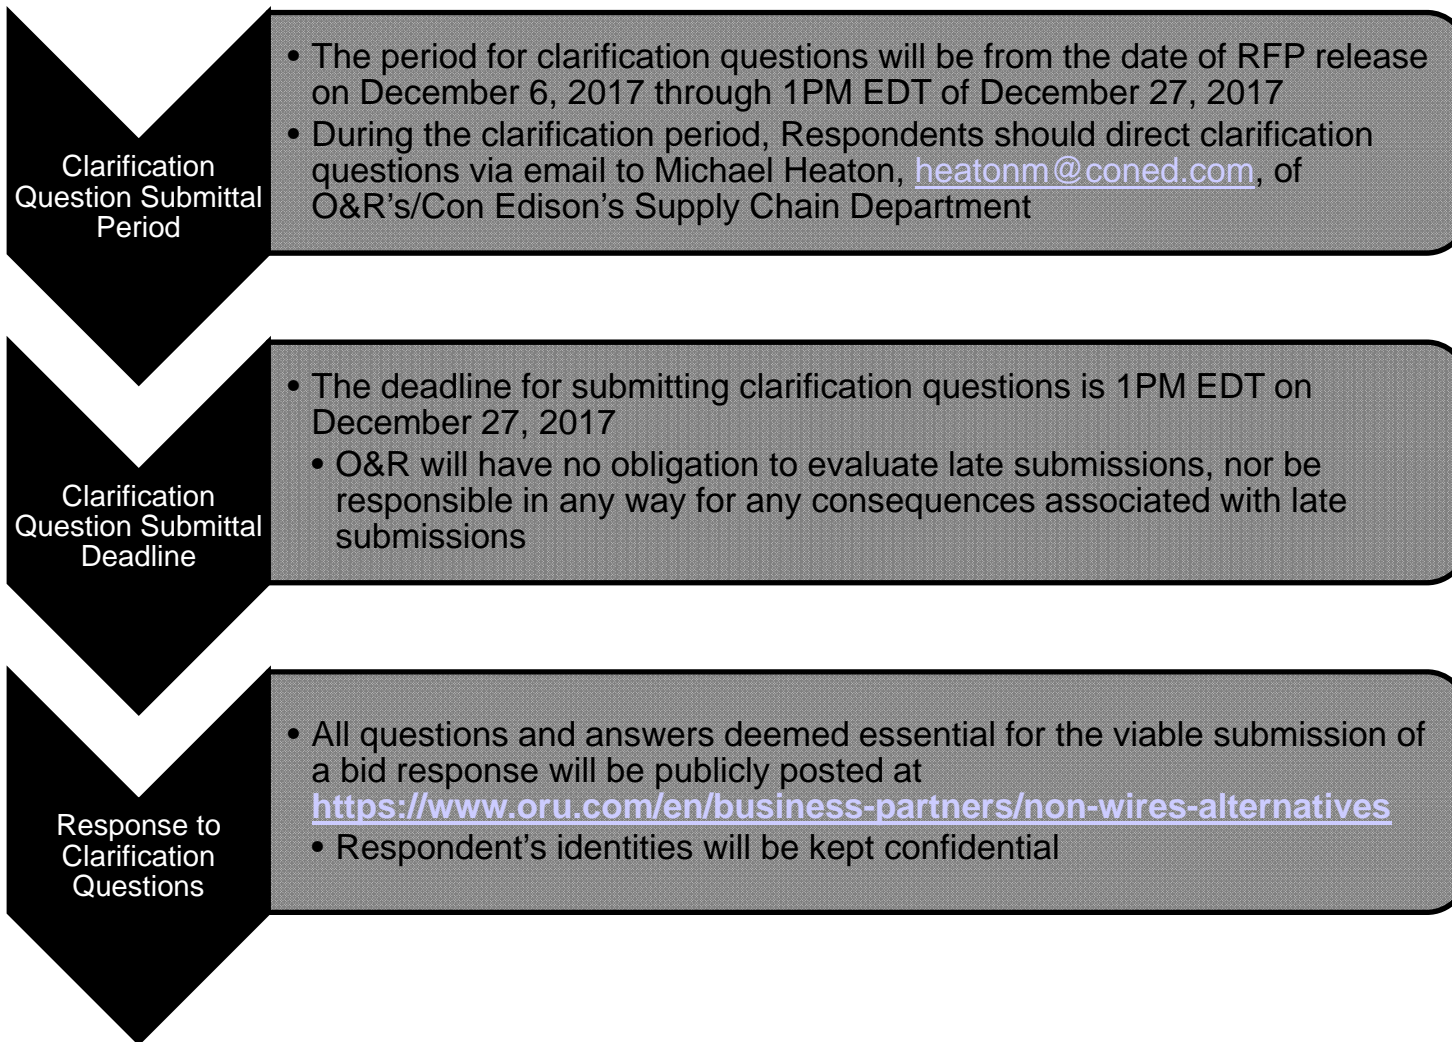 Clarification
Question Submittal
Period
• The period for clarification questions will be from the date of RFP release
on December 6, 2017 through 1PM EDT of December 27, 2017
• During the clarification period, Respondents should direct clarification
questions via email to Michael Heaton, heatonm@coned.com, of
O&R's/Con Edison's Supply Chain Department
Clarification
Question Submittal
Deadline
• The deadline for submitting clarification questions is 1PM EDT on
December 27, 2017
• O&R will have no obligation to evaluate late submissions, nor be
responsible in any way for any consequences associated with late
submissions
Response to
Clarification
Questions
• All questions and answers deemed essential for the viable submission of
a bid response will be publicly posted at
https://www.oru.com/en/business-partners/non-wires-alternatives
• Respondent's identities will be kept confidential